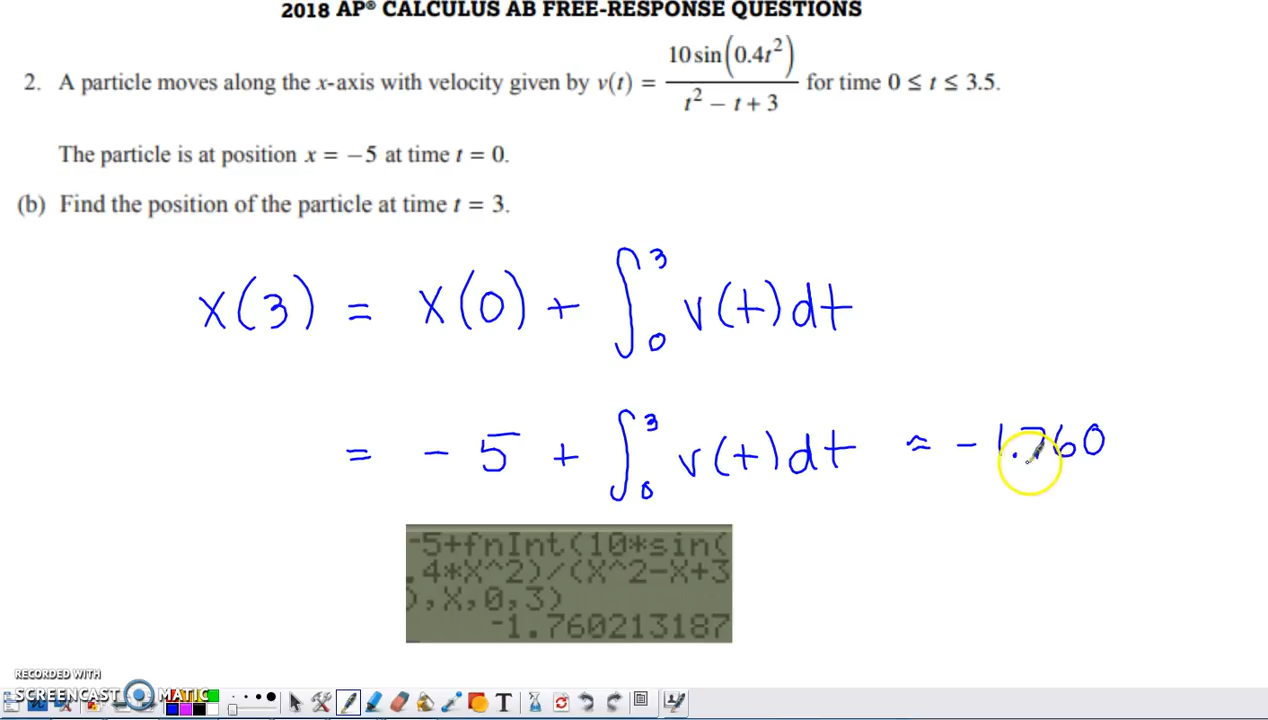 2018 AP® CALCULUS AB FREE-RESPONSE QUESTIONS
2. A particle moves along the x-axis with velocity given by v(t) = 10 sin(0.4t²) / t² − t + 3 for time 0 ≤ t ≤ 3.5.
The particle is at position x = −5 at time t = 0.
(b) Find the position of the particle at time t = 3.
x(3) = x(0) + ∫₀³ v(t)dt
= −5 + ∫₀³ v(t)dt ≈ −1.760
-5+fnInt(10*sin(
.4*X^2)/(X^2-X+3
),X,0,3)
-1.760213187
RECORDED WITH
SCREENCAST MATIC
T